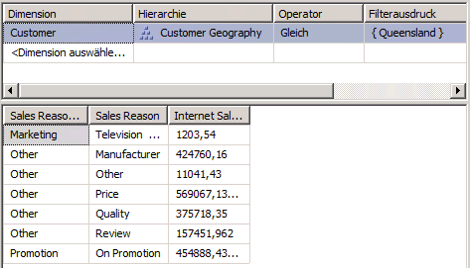 Dimension Hierarchie Operator Filterausdruck
Customer Customer Geography Gleich { Queensland }
<Dimension auswähle...
Sales Reaso... Sales Reason Internet Sal...
Marketing Television ... 1203,54
Other Manufacturer 424760,16
Other Other 11041,43
Other Price 569067,13...
Other Quality 375718,35
Other Review 157451,962
Promotion On Promotion 454888,43...